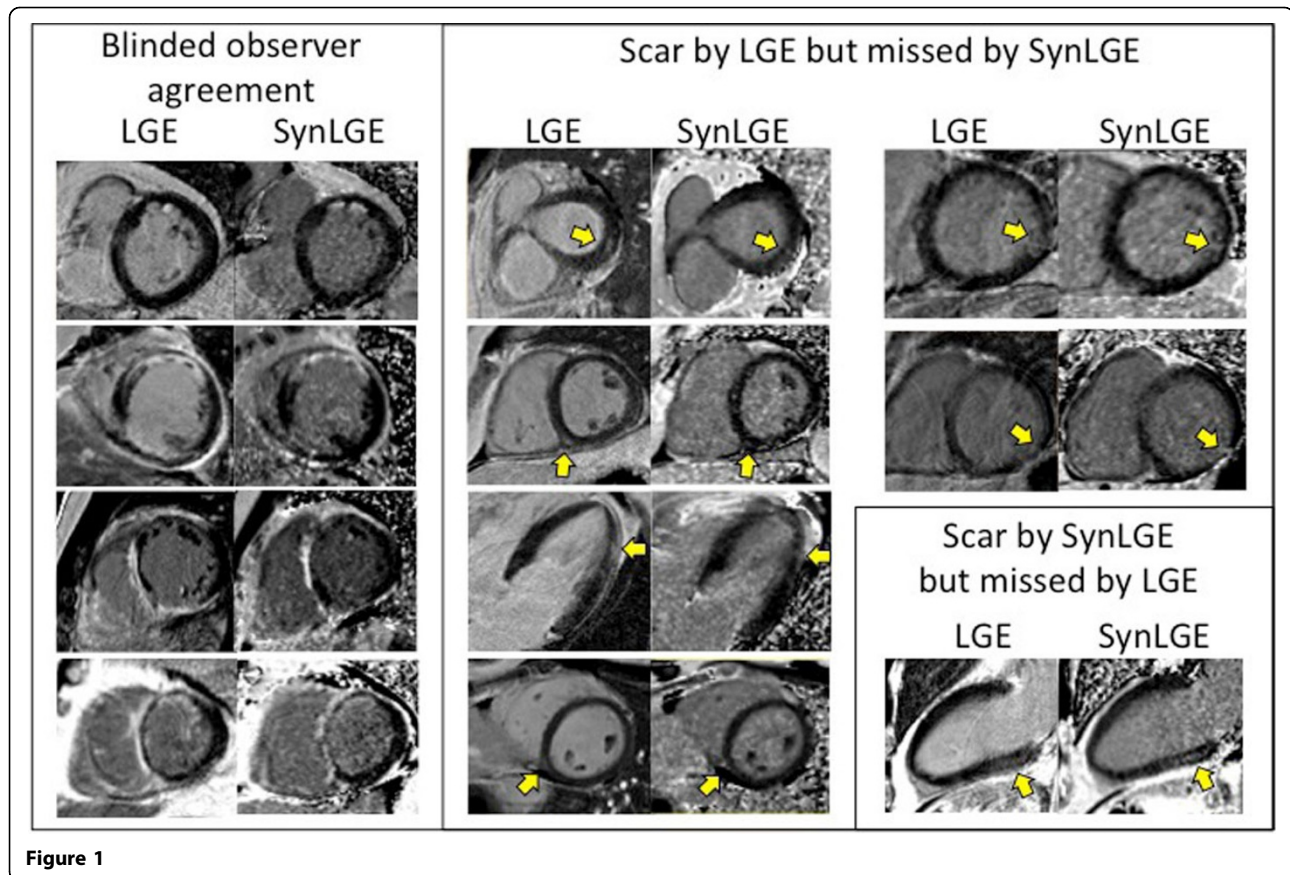 Blinded observer
agreement
LGE SynLGE
Scar by LGE but missed by SynLGE
LGE SynLGE
LGE SynLGE
Scar by SynLGE
but missed by LGE
LGE SynLGE
Figure 1